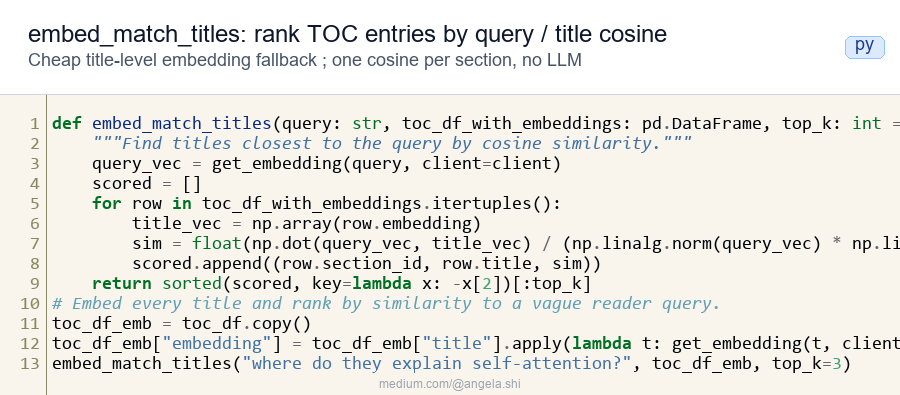 embed_match_titles: rank TOC entries by query / title cosine
Cheap title-level embedding fallback ; one cosine per section, no LLM
py
1 def embed_match_titles(query: str, toc_df_with_embeddings: pd.DataFrame, top_k: int =
2 """Find titles closest to the query by cosine similarity."""
3 query_vec = get_embedding(query, client=client)
4 scored = []
5 for row in toc_df_with_embeddings.itertuples():
6 title_vec = np.array(row.embedding)
7 sim = float(np.dot(query_vec, title_vec) / (np.linalg.norm(query_vec) * np.li
8 scored.append((row.section_id, row.title, sim))
9 return sorted(scored, key=lambda x: -x[2])[:top_k]
10 # Embed every title and rank by similarity to a vague reader query.
11 toc_df_emb = toc_df.copy()
12 toc_df_emb["embedding"] = toc_df_emb["title"].apply(lambda t: get_embedding(t, client
13 embed_match_titles("where do they explain self-attention?", toc_df_emb, top_k=3)
medium.com/@angela.shi